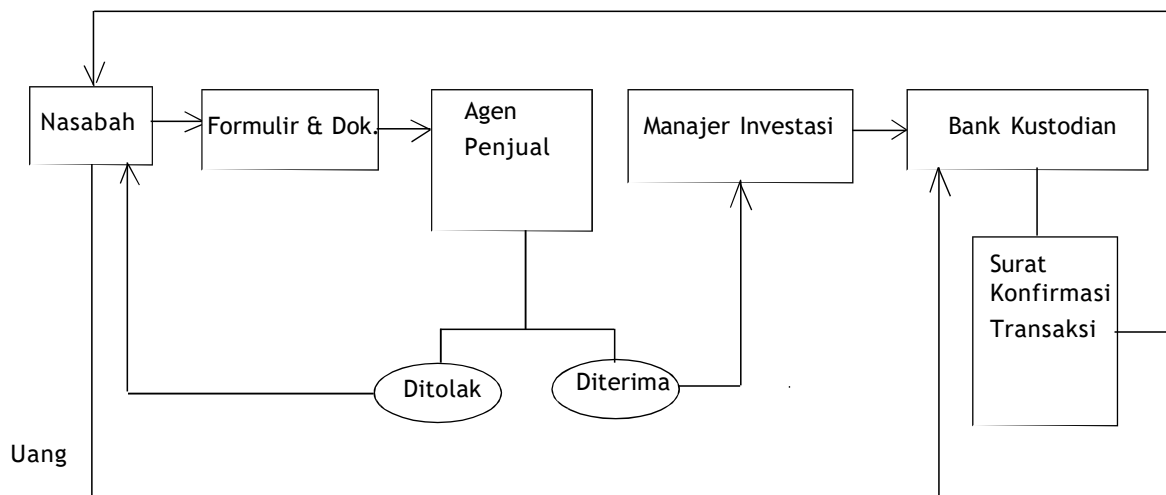 Nasabah
Formulir & Dok.
Agen
Penjual
Manajer Investasi
Bank Kustodian
Surat
Konfirmasi
Transaksi
Ditolak
Diterima
Uang